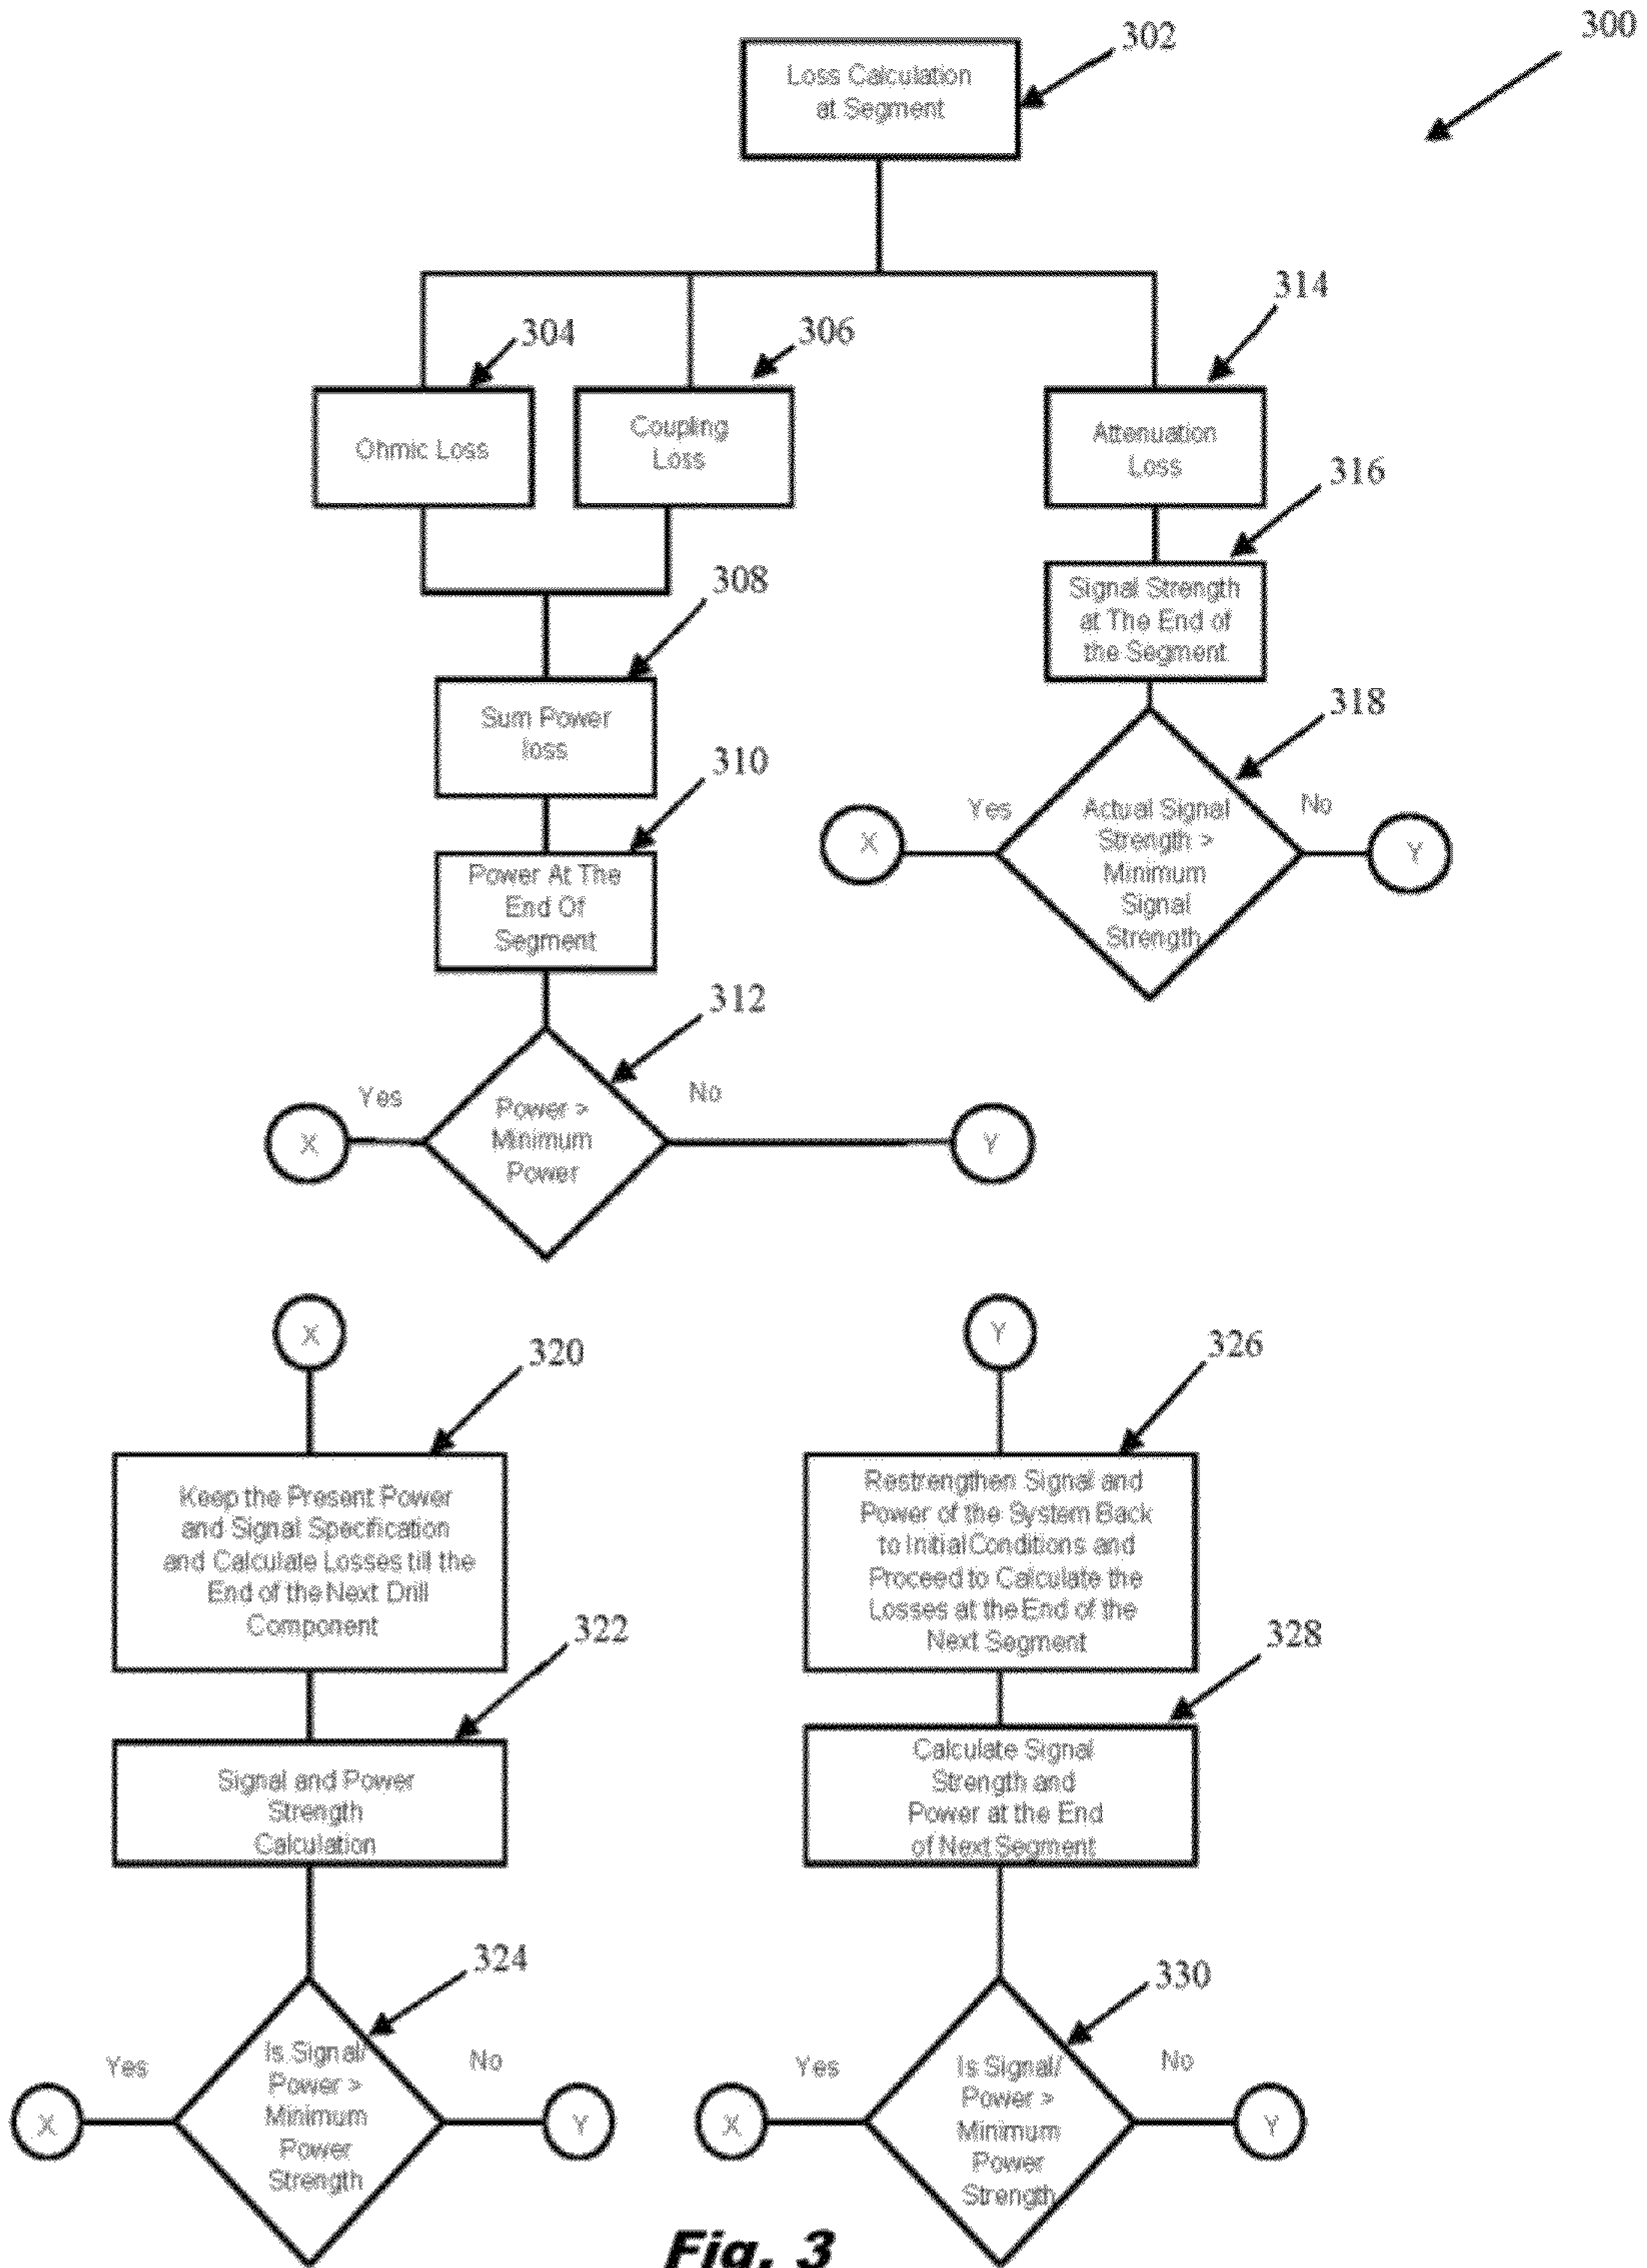 300
302
Loss Calculation
at Segment
304
306
314
Ohmic Loss
Coupling
Loss
Attenuation
Loss
316
Signal Strength
at The End of
the Segment
308
Sum Power
loss
318
310
Power At The
End Of
Segment
X
Yes
Actual Signal
Strength >
Minimum
Signal
Strength
No
Y
312
X
Yes
Power >
Minimum
Power
No
Y
X
320
Keep the Present Power
and Signal Specification
and Calculate Losses till the
End of the Next Drill
Component
322
Signal and Power
Strength
Calculation
324
X
Yes
Is Signal/
Power >
Minimum
Power
Strength
No
Y
Y
326
Restrengthen Signal and
Power of the System Back
to Initial Conditions and
Proceed to Calculate the
Losses at the End of the
Next Segment
328
Calculate Signal
Strength and
Power at the End
of Next Segment
330
X
Yes
Is Signal/
Power >
Minimum
Power
Strength
No
Y
Fig. 3